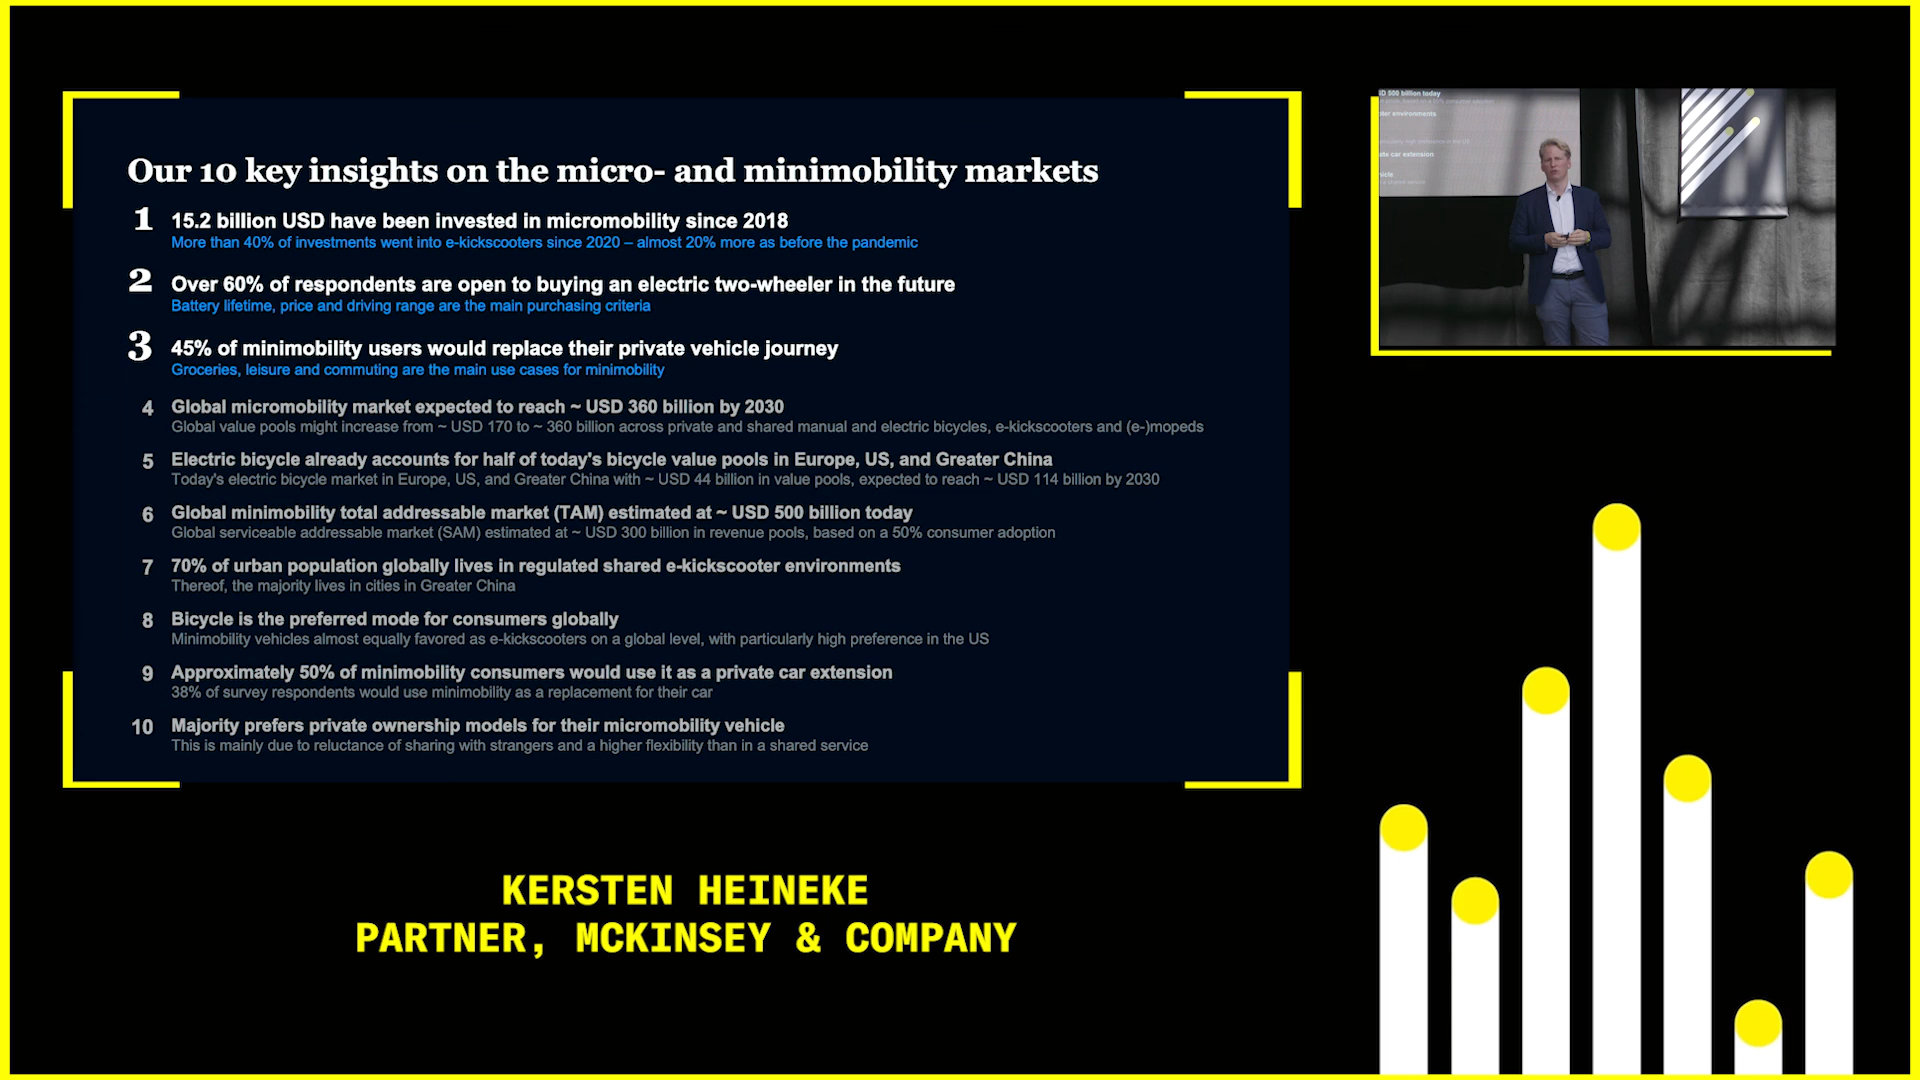 Our 10 key insights on the micro- and minimobility markets
1 15.2 billion USD have been invested in micromobility since 2018
More than 40% of investments went into e-kickscooters since 2020 – almost 20% more as before the pandemic
2 Over 60% of respondents are open to buying an electric two-wheeler in the future
Battery lifetime, price and driving range are the main purchasing criteria
3 45% of minimobility users would replace their private vehicle journey
Groceries, leisure and commuting are the main use cases for minimobility
4 Global micromobility market expected to reach ~ USD 360 billion by 2030
Global value pools might increase from ~ USD 170 to ~ 360 billion across private and shared manual and electric bicycles, e-kickscooters and (e-)mopeds
5 Electric bicycle already accounts for half of today's bicycle value pools in Europe, US, and Greater China
Today's electric bicycle market in Europe, US, and Greater China with ~ USD 44 billion in value pools, expected to reach ~ USD 114 billion by 2030
6 Global minimobility total addressable market (TAM) estimated at ~ USD 500 billion today
Global serviceable addressable market (SAM) estimated at ~ USD 300 billion in revenue pools, based on a 50% consumer adoption
7 70% of urban population globally lives in regulated shared e-kickscooter environments
Thereof, the majority lives in cities in Greater China
8 Bicycle is the preferred mode for consumers globally
Minimobility vehicles almost equally favored as e-kickscooters on a global level, with particularly high preference in the US
9 Approximately 50% of minimobility consumers would use it as a private car extension
38% of survey respondents would use minimobility as a replacement for their car
10 Majority prefers private ownership models for their micromobility vehicle
This is mainly due to reluctance of sharing with strangers and a higher flexibility than in a shared service
500 billion today
environments
car extension
KERSTEN HEINEKE
PARTNER, MCKINSEY & COMPANY